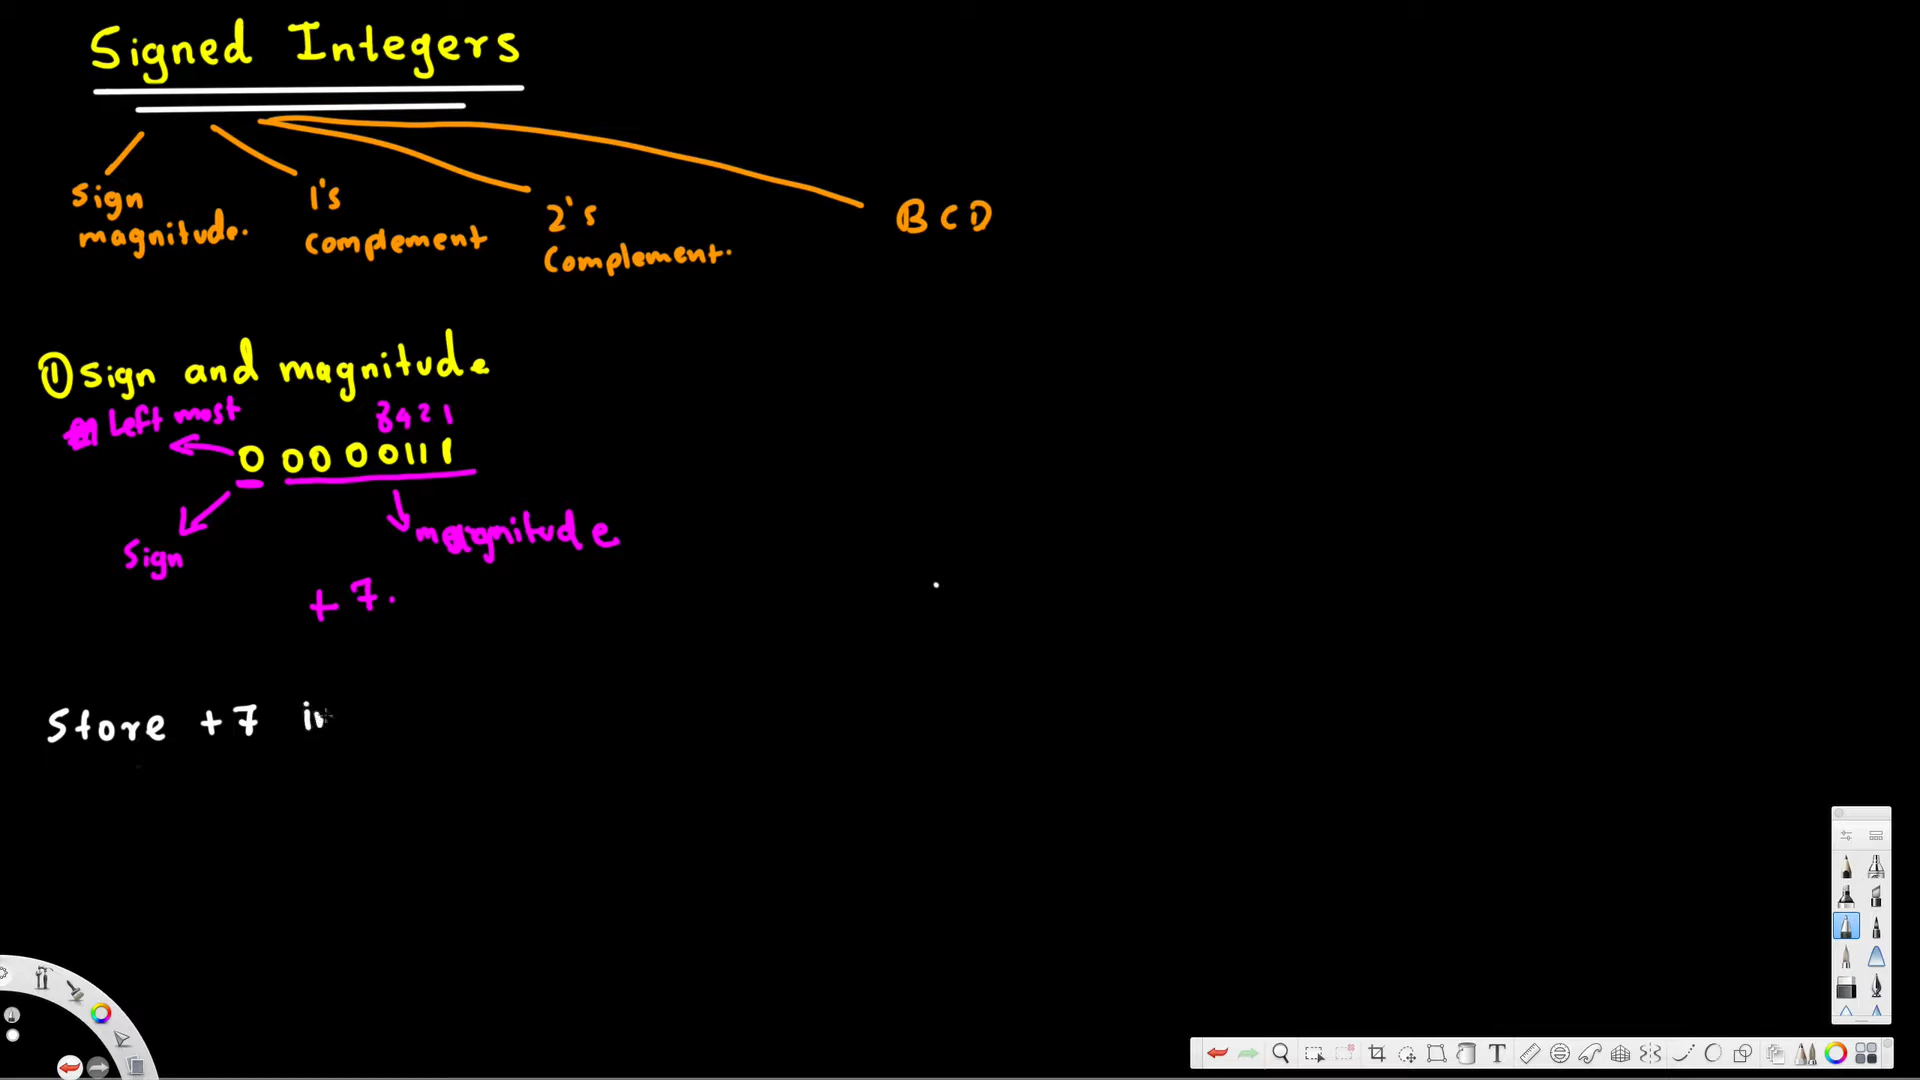 Signed Integers
Sign
magnitude.
1's
complement
2's
Complement.
BCD
① Sign and magnitude
Left most
8421
0 0000111
Sign
magnitude
+7.
Store +7 in
T